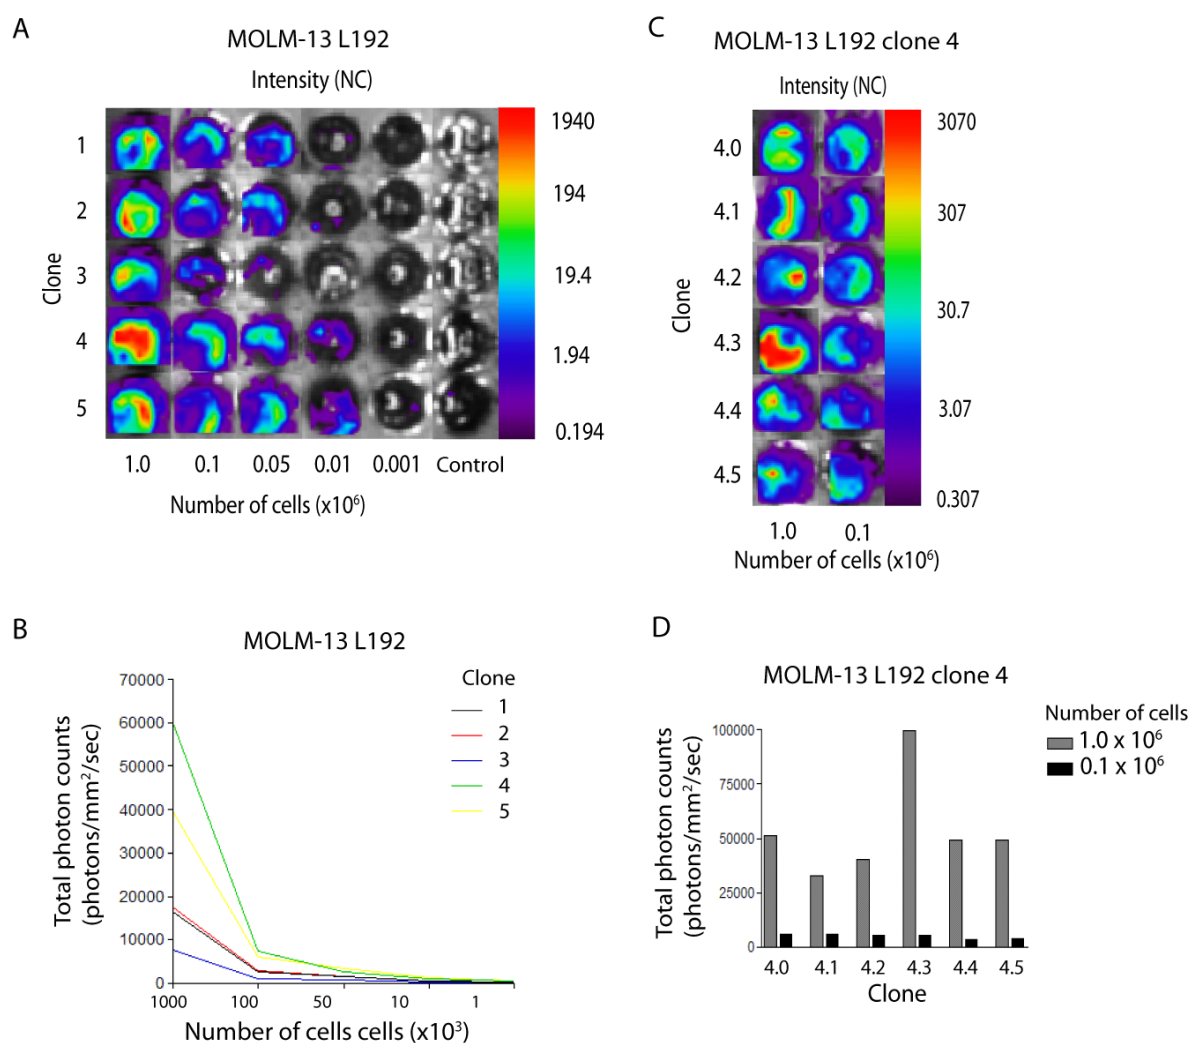 A
MOLM-13 L192
Intensity (NC)
Clone
1
2
3
4
5
1940
194
19.4
1.94
0.194
1.0 0.1 0.05 0.01 0.001 Control
Number of cells (x10⁶)
C
MOLM-13 L192 clone 4
Intensity (NC)
Clone
4.0
4.1
4.2
4.3
4.4
4.5
3070
307
30.7
3.07
0.307
1.0 0.1
Number of cells (x10⁶)
B
MOLM-13 L192
Total photon counts
(photons/mm²/sec)
70000
60000
50000
40000
30000
20000
10000
0
1000 100 50 10 1
Number of cells cells (x10³)
Clone
1
2
3
4
5
D
MOLM-13 L192 clone 4
Total photon counts
(photons/mm²/sec)
100000
75000
50000
25000
0
4.0 4.1 4.2 4.3 4.4 4.5
Clone
Number of cells
1.0 x 10⁶
0.1 x 10⁶